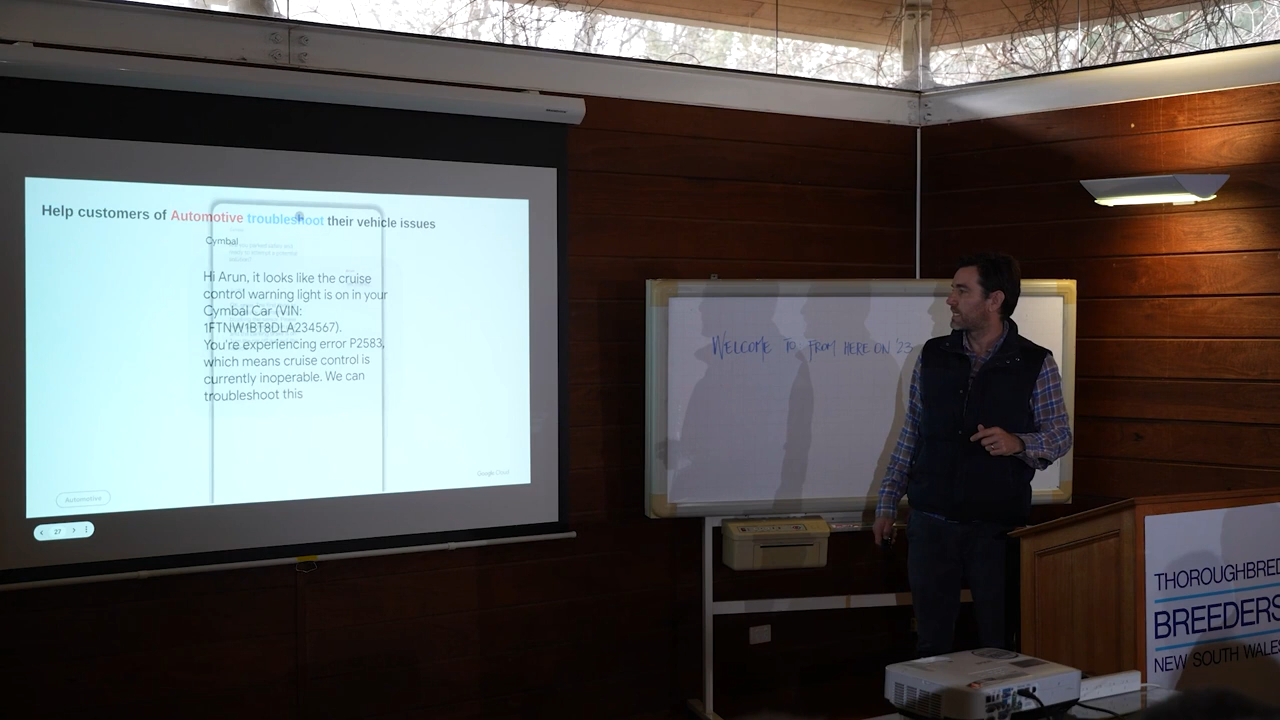 Help customers of Automotive troubleshoot their vehicle issues
Cymbal
Hi Arun, it looks like the cruise
control warning light is on in your
Cymbal Car (VIN:
1FTNW1BT8DLA234567).
You're experiencing error P2583,
which means cruise control is
currently inoperable. We can
troubleshoot this
Google Cloud
Automotive
27
WELCOME TO FROM HERE ON '23
THOROUGHBRED
BREEDERS
NEW SOUTH WALES